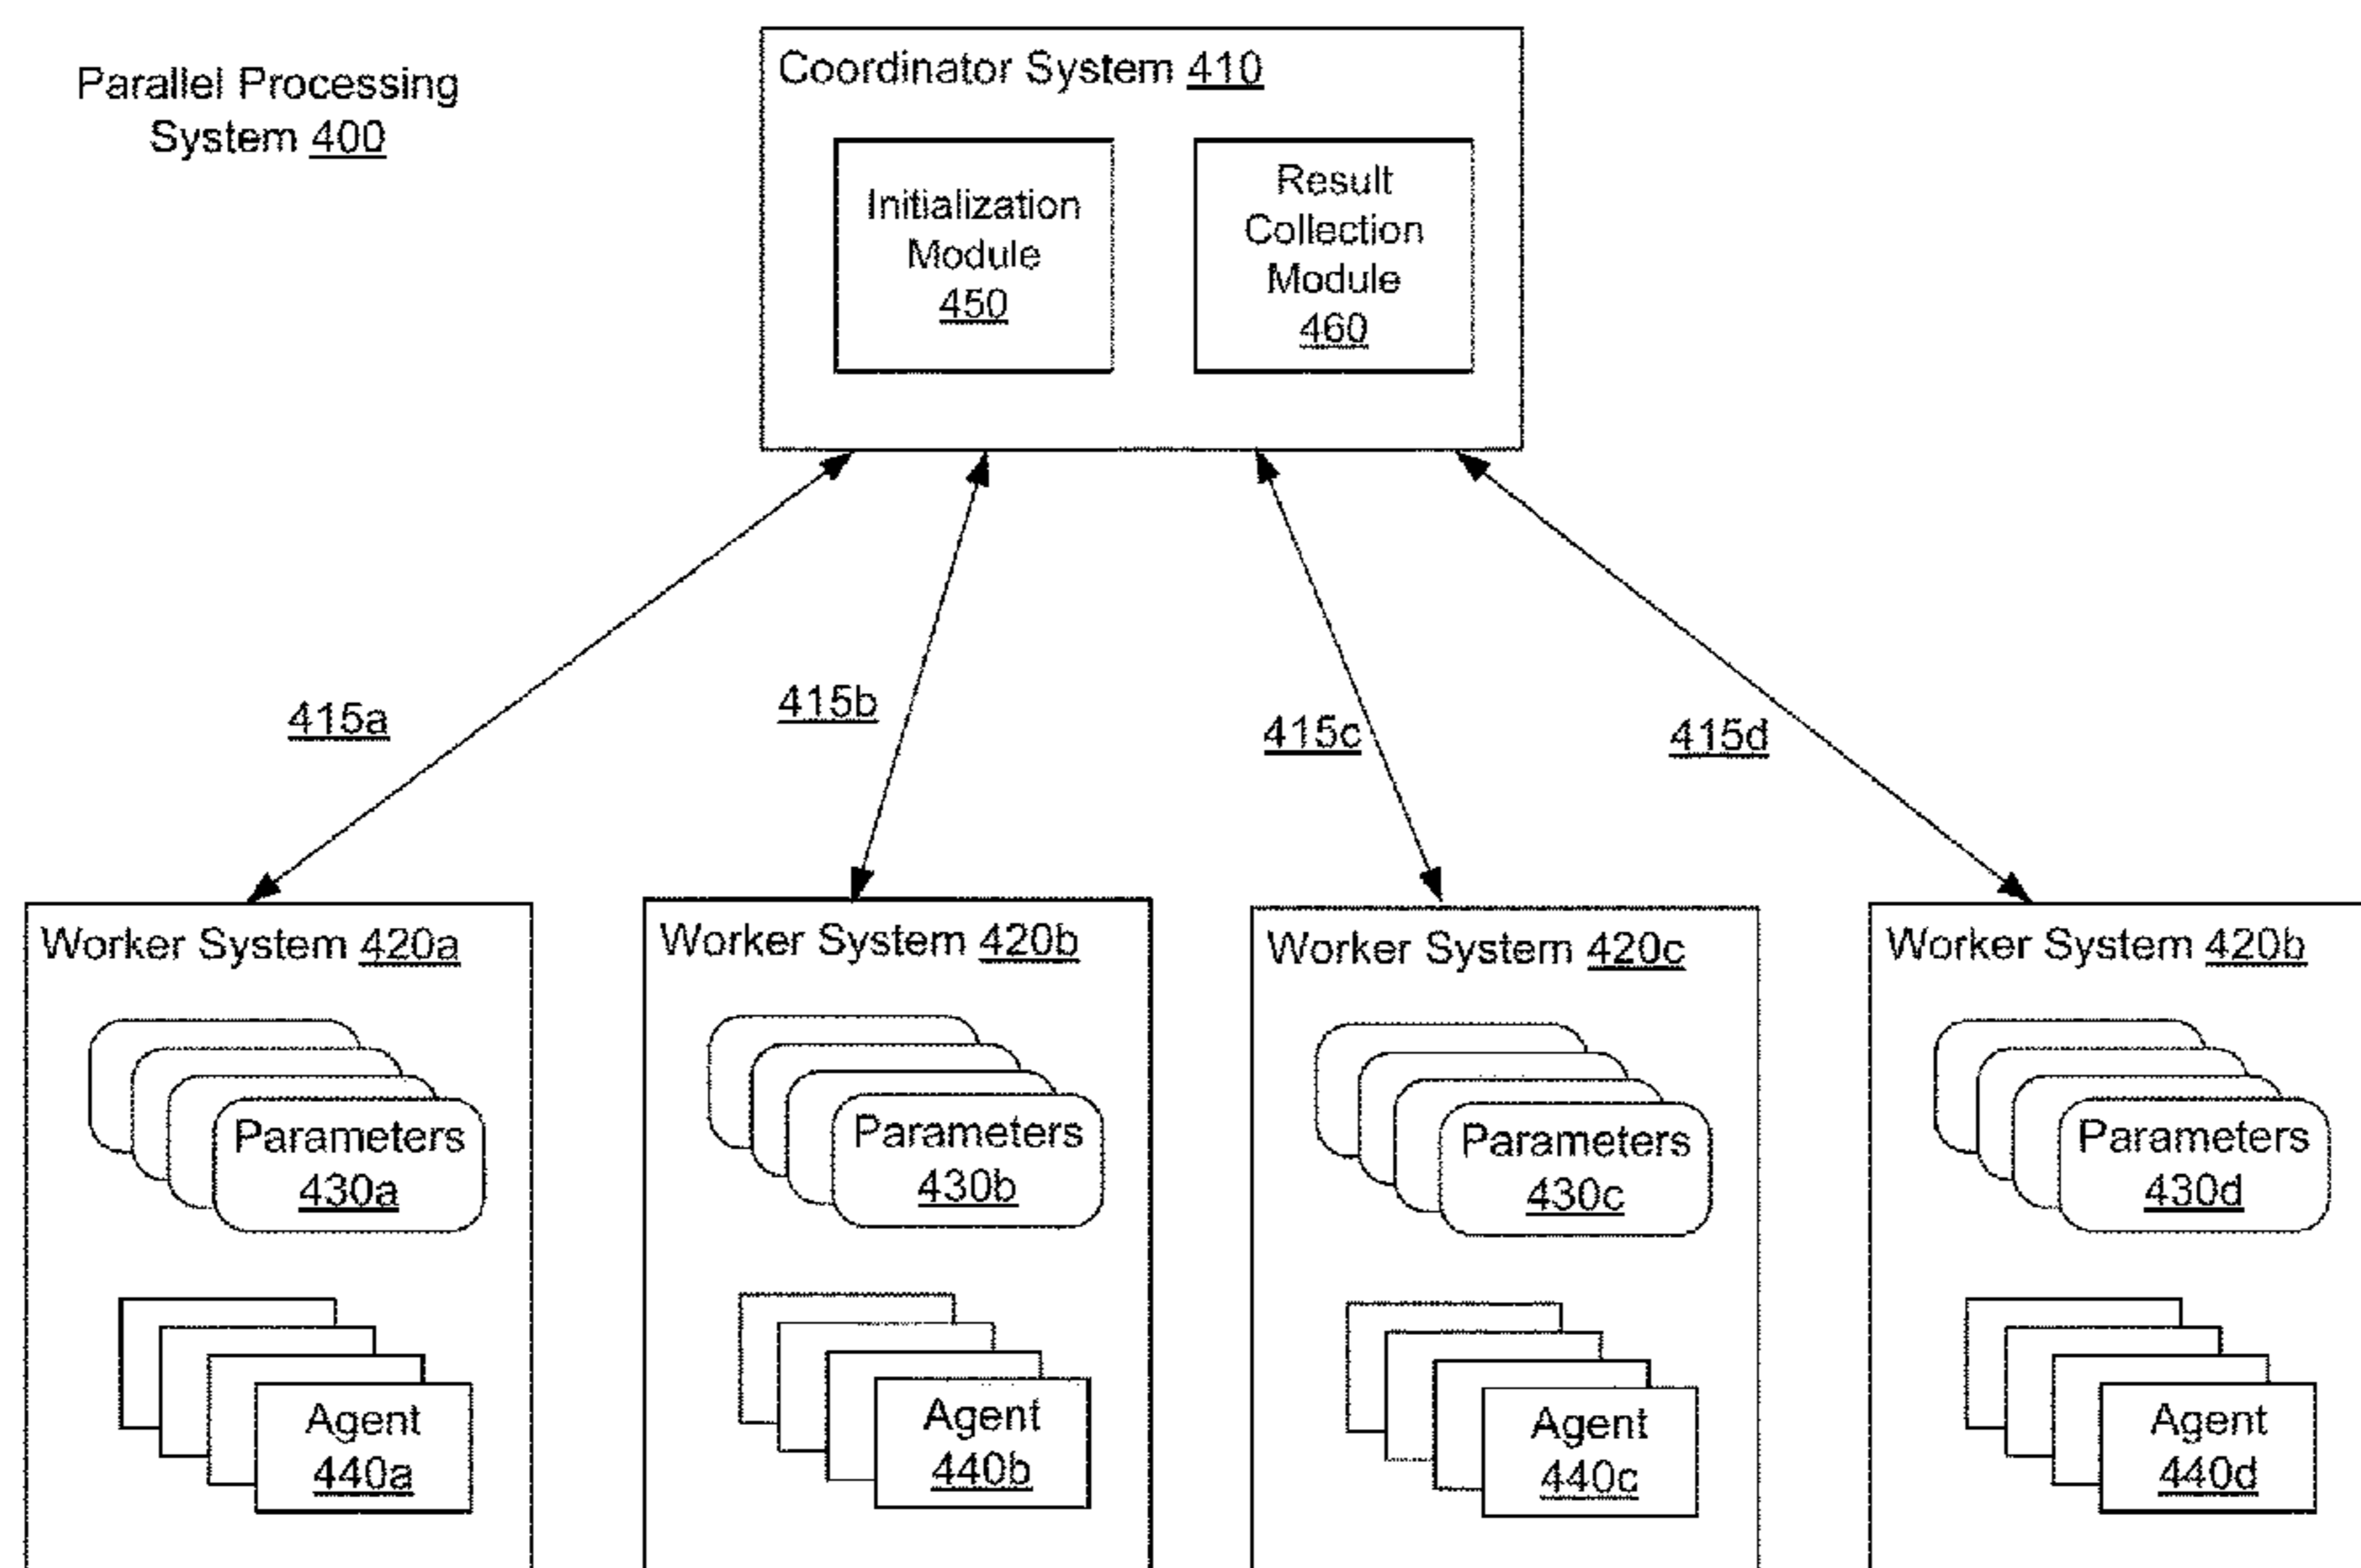 Parallel Processing
System 400
Coordinator System 410
Initialization
Module
450
Result
Collection
Module
460
415a
415b
415c
415d
Worker System 420a
Parameters
430a
Agent
440a
Worker System 420b
Parameters
430b
Agent
440b
Worker System 420c
Parameters
430c
Agent
440c
Worker System 420b
Parameters
430d
Agent
440d